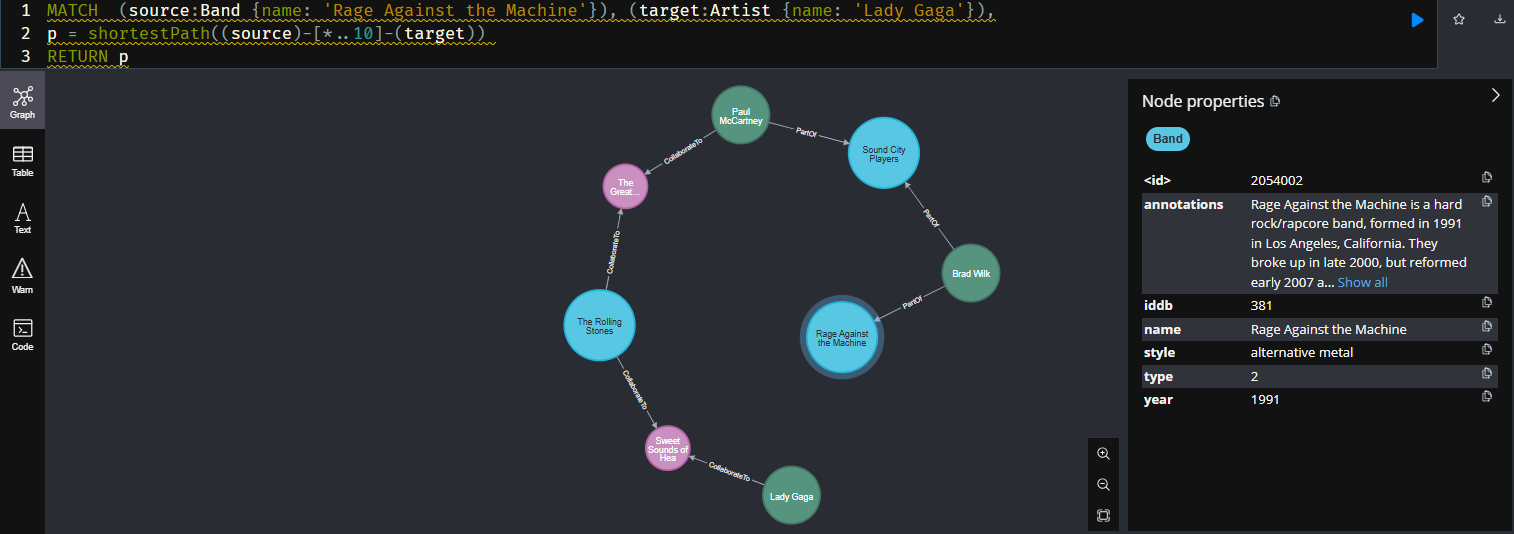 1 MATCH  (source:Band {name: 'Rage Against the Machine'}), (target:Artist {name: 'Lady Gaga'}),
2 p = shortestPath((source)-[*..10]-(target))
3 RETURN p
Graph
Table
Text
Warn
Code
Paul
McCartney
PartOf
Sound City
Players
CollaborateTo
The
Great...
PartOf
CollaborateTo
Brad Wilk
PartOf
The Rolling
Stones
Rage Against
the Machine
CollaborateTo
Sweet
Sounds of
Hea
CollaborateTo
Lady Gaga
Node properties
Band
<id> 2054002
annotations Rage Against the Machine is a hard
rock/rapcore band, formed in 1991
in Los Angeles, California. They
broke up in late 2000, but reformed
early 2007 a... Show all
iddb 381
name Rage Against the Machine
style alternative metal
type 2
year 1991